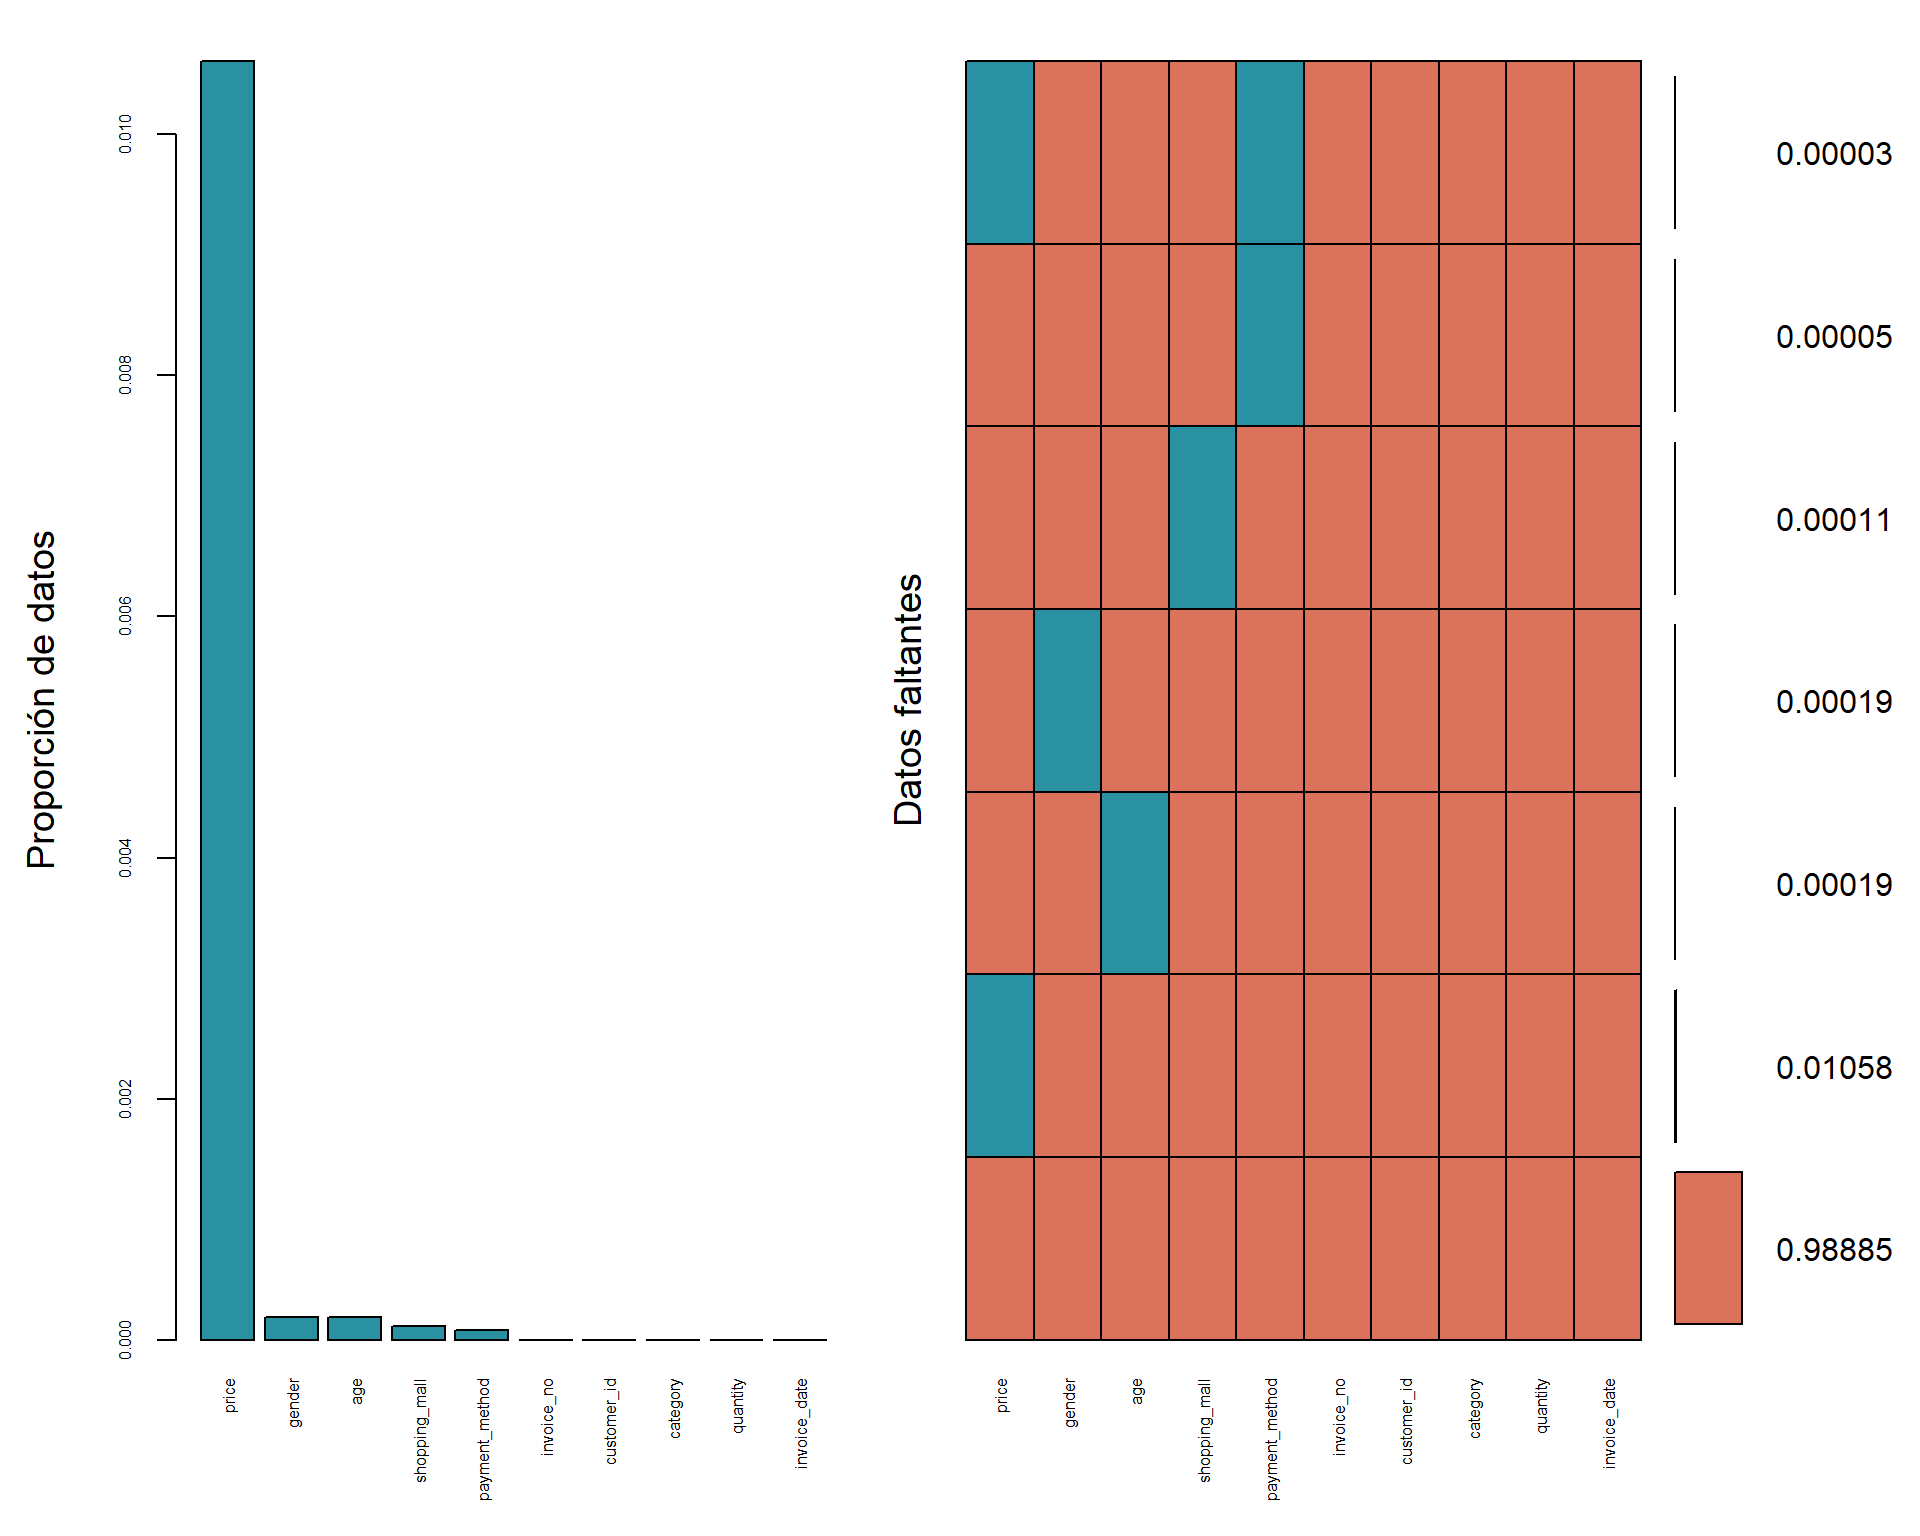 Proporción de datos
0.010
0.008
0.006
0.004
0.002
0.000
price
gender
age
shopping_mall
payment_method
invoice_no
customer_id
category
quantity
invoice_date
Datos faltantes
price
gender
age
shopping_mall
payment_method
invoice_no
customer_id
category
quantity
invoice_date
0.00003
0.00005
0.00011
0.00019
0.00019
0.01058
0.98885